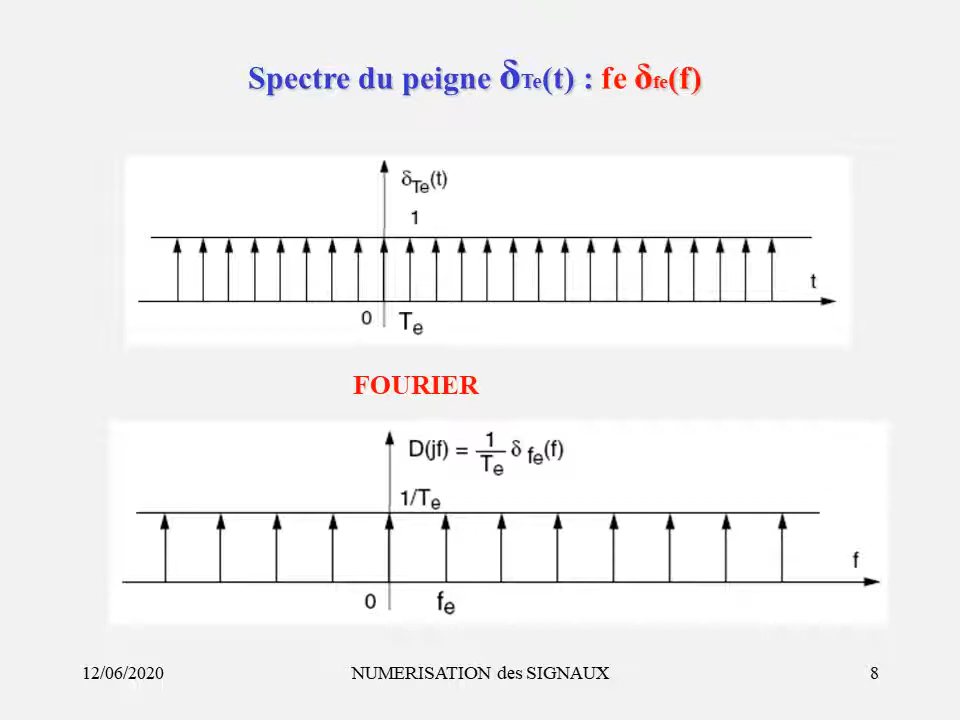 Spectre du peigne δTe(t) : fe δfe(f)
δTe(t)
1
t
0 Te
FOURIER
D(jf) = 1/Te δ fe(f)
1/Te
f
0 fe
12/06/2020 NUMERISATION des SIGNAUX 8